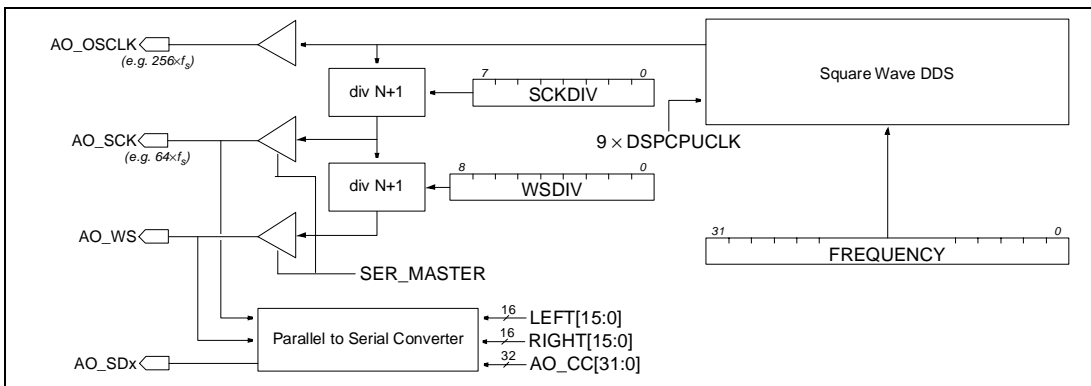 AO_OSCLK
(e.g. 256×fs)
7 0
div N+1
SCKDIV
Square Wave DDS
AO_SCK
(e.g. 64×fs)
9 × DSPCPUCLK
8 0
div N+1
WSDIV
AO_WS
31 0
FREQUENCY
SER_MASTER
Parallel to Serial Converter
16 LEFT[15:0]
16 RIGHT[15:0]
32 AO_CC[31:0]
AO_SDx